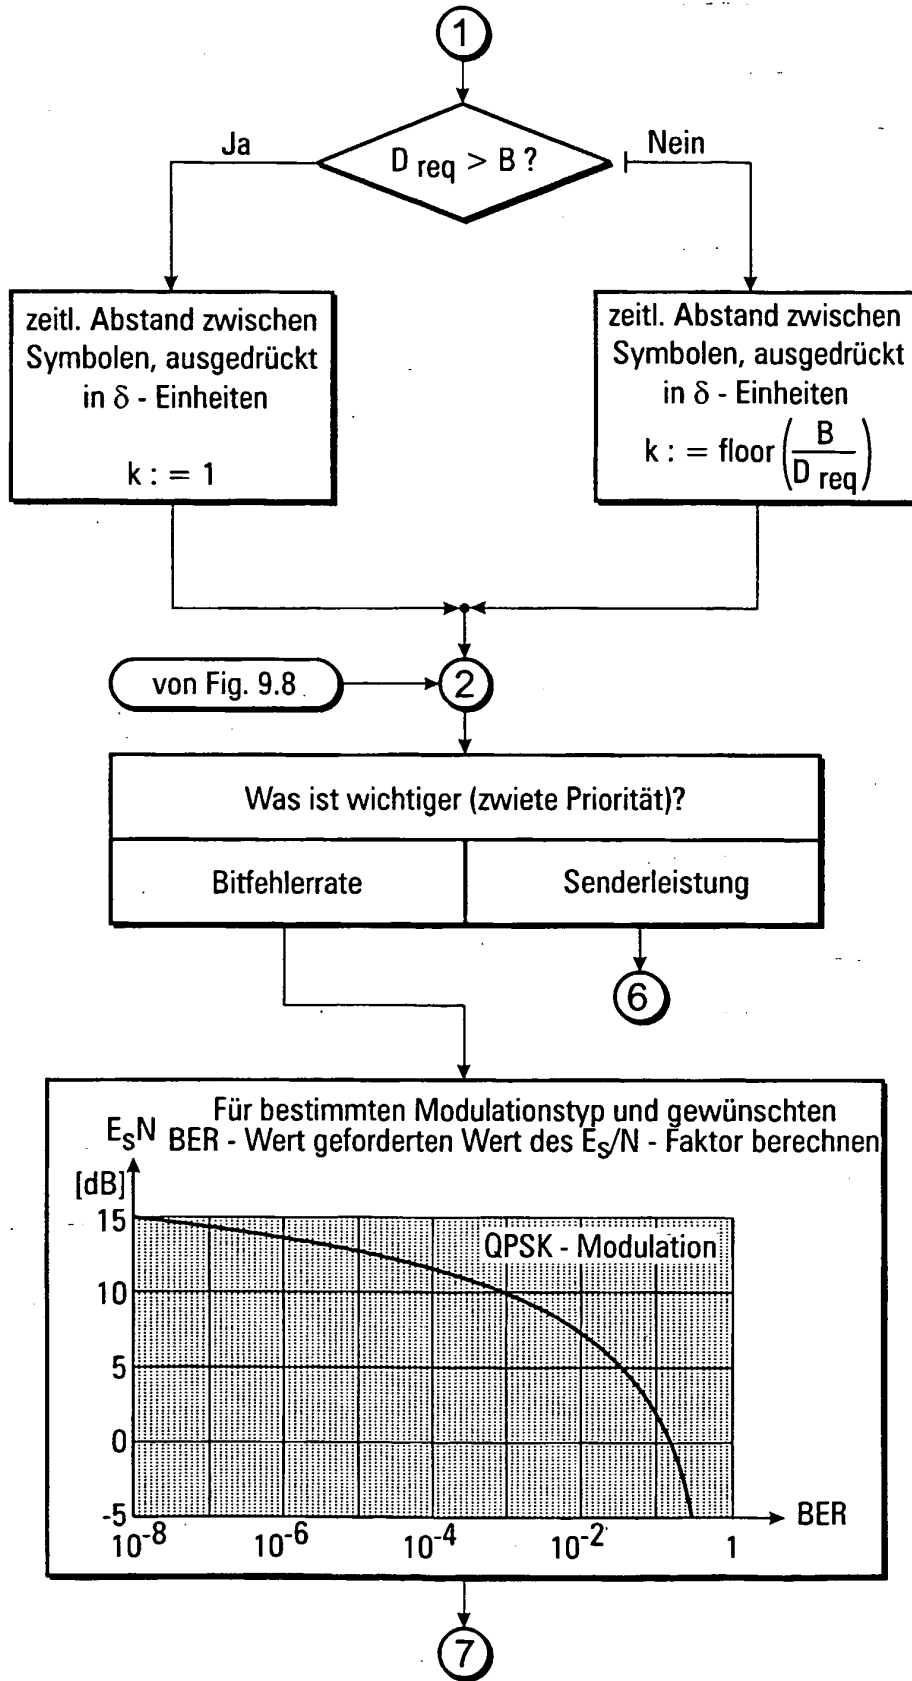 1
D req > B ?
Ja
Nein
zeitl. Abstand zwischen
Symbolen, ausgedrückt
in δ - Einheiten
k : = 1
zeitl. Abstand zwischen
Symbolen, ausgedrückt
in δ - Einheiten
k : = floor (B / D req)
von Fig. 9.8
2
Was ist wichtiger (zwiete Priorität)?
Bitfehlerrate
Senderleistung
6
Für bestimmten Modulationstyp und gewünschten
BER - Wert geforderten Wert des Es/N - Faktor berechnen
EsN
[dB]
QPSK - Modulation
15
10
5
0
-5
10-8
10-6
10-4
10-2
1
BER
7